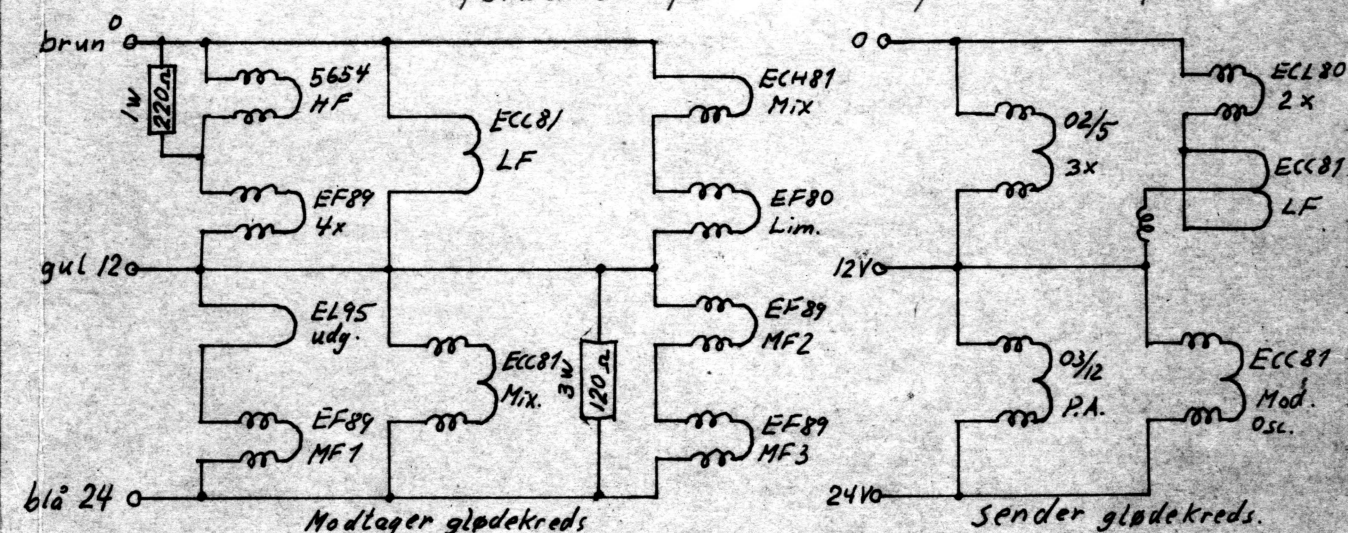 brun 0
1W
220Ω
5654
HF
EF89
4x
ECC81
LF
ECH81
Mix
EF80
Lim.
gul 12
EL95
udg.
EF89
MF1
ECC81
Mix.
3W
120Ω
EF89
MF2
EF89
MF3
blå 24
Modtager glødekreds
0
02/5
3x
ECL80
2x
ECC81
LF
12V
03/12
P.A.
ECC81
Mod.
Osc.
24V
Sender glødekreds.